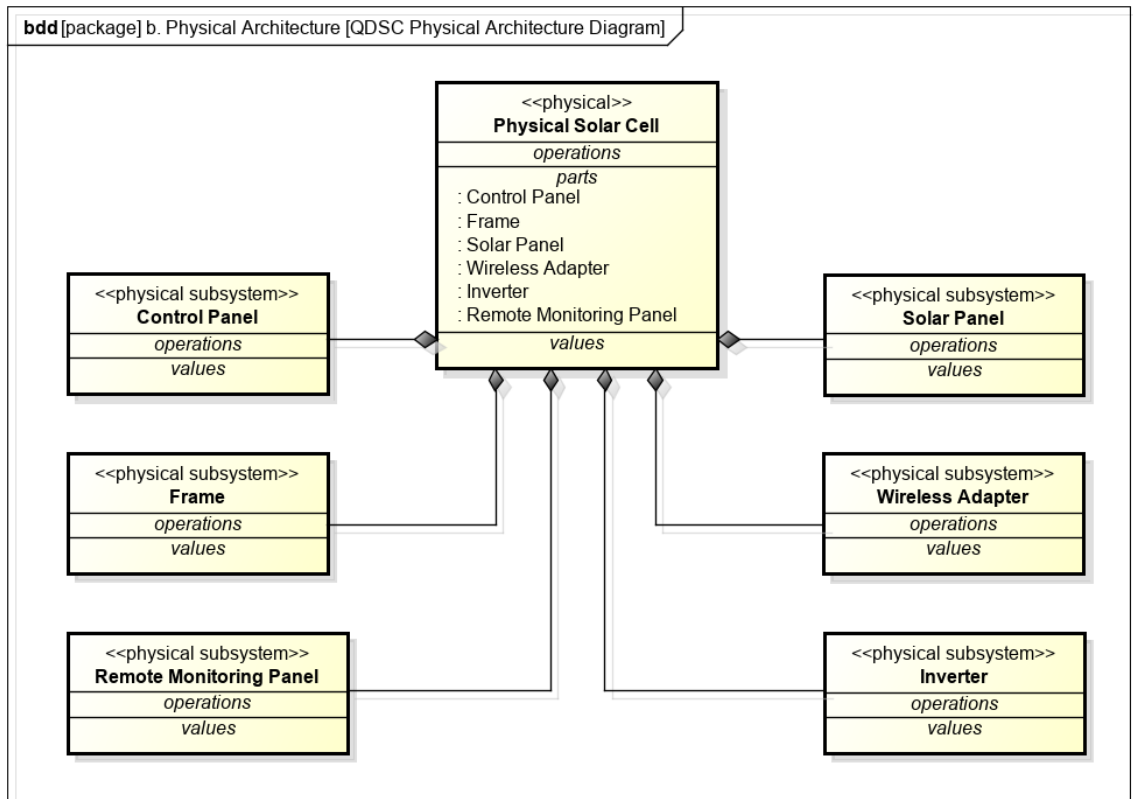 bdd [package] b. Physical Architecture [QDSC Physical Architecture Diagram]
<<physical>>
Physical Solar Cell
operations
parts
: Control Panel
: Frame
: Solar Panel
: Wireless Adapter
: Inverter
: Remote Monitoring Panel
values
<<physical subsystem>>
Control Panel
operations
values
<<physical subsystem>>
Solar Panel
operations
values
<<physical subsystem>>
Frame
operations
values
<<physical subsystem>>
Wireless Adapter
operations
values
<<physical subsystem>>
Remote Monitoring Panel
operations
values
<<physical subsystem>>
Inverter
operations
values